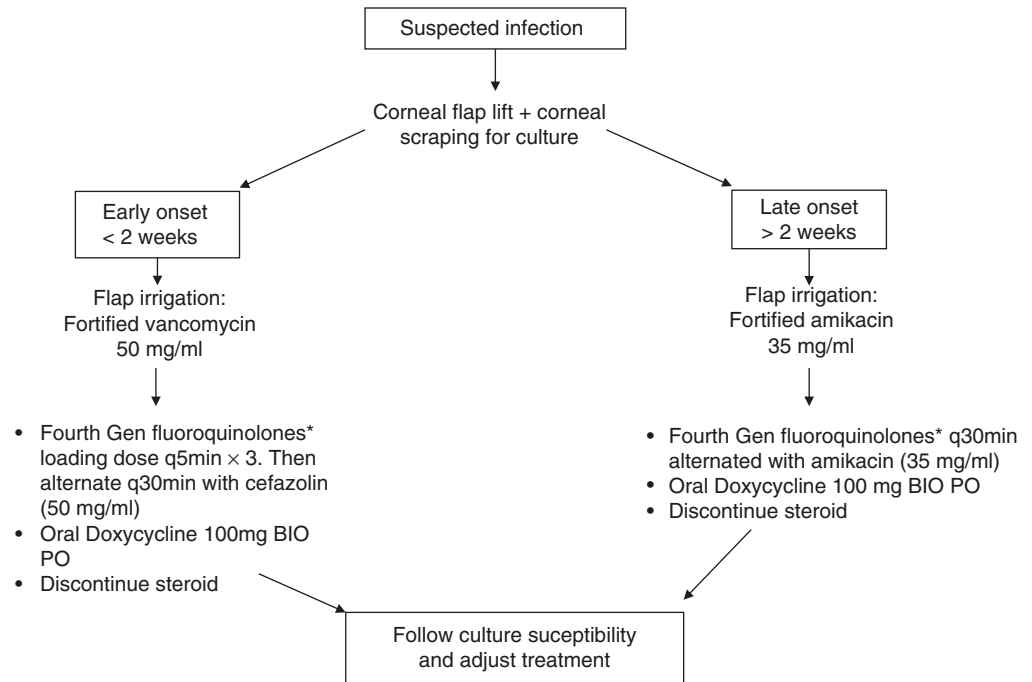 Suspected infection
Corneal flap lift + corneal
scraping for culture
Early onset
< 2 weeks
Flap irrigation:
Fortified vancomycin
50 mg/ml
• Fourth Gen fluoroquinolones*
loading dose q5min × 3. Then
alternate q30min with cefazolin
(50 mg/ml)
• Oral Doxycycline 100mg BIO
PO
• Discontinue steroid
Late onset
> 2 weeks
Flap irrigation:
Fortified amikacin
35 mg/ml
• Fourth Gen fluoroquinolones* q30min
alternated with amikacin (35 mg/ml)
• Oral Doxycycline 100 mg BIO PO
• Discontinue steroid
Follow culture suceptibility
and adjust treatment